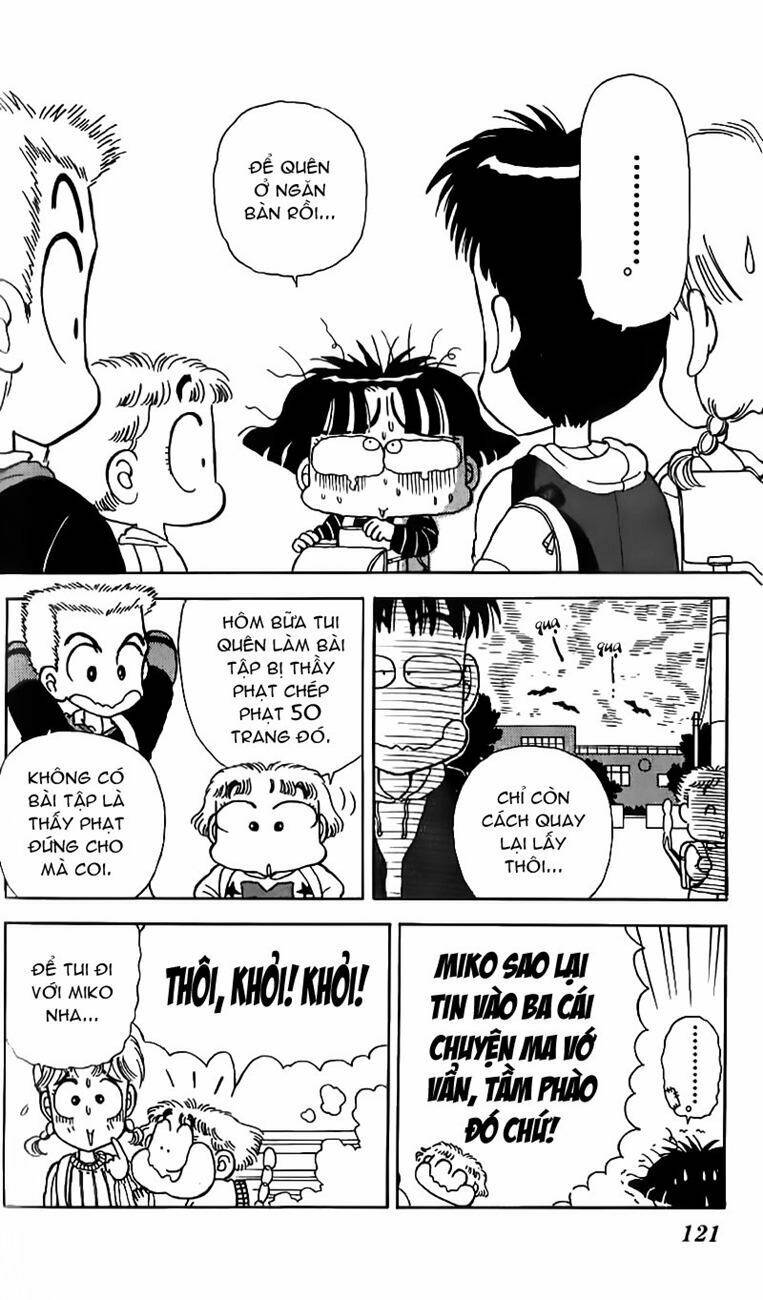 ..........
ĐỂ QUÊN
Ở NGĂN
BÀN RỒI...
quạ
quạ
CHỈ CÒN
CÁCH QUAY
LẠI LẤY
THÔI...
HÔM BỮA TUI
QUÊN LÀM BÀI
TẬP BỊ THẦY
PHẠT CHÉP
PHẠT 50
TRANG ĐÓ.
KHÔNG CÓ
BÀI TẬP LÀ
THẤY PHẠT
ĐỨNG CHO
MÀ COI.
..........
MIKO SAO LẠI
TIN VÀO BA CÁI
CHUYỆN MA VỚ
VẨN, TẦM PHÀO
ĐÓ CHỨ!
THÔI, KHỎI! KHỎI!
ĐỂ TUI ĐI
VỚI MIKO
NHA...
121